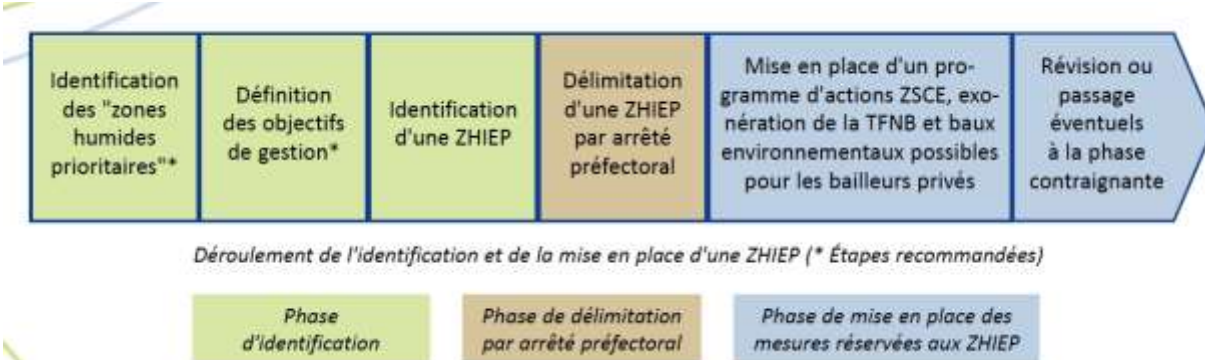 Identification
des "zones
humides
prioritaires"*
Définition
des objectifs
de gestion*
Identification
d'une ZHIEP
Délimitation
d'une ZHIEP
par arrêté
préfectoral
Mise en place d'un pro-
gramme d'actions ZSCE, exo-
nération de la TFNB et baux
environnementaux possibles
pour les bailleurs privés
Révision ou
passage
éventuels
à la phase
contraignante
Déroulement de l'identification et de la mise en place d'une ZHIEP (* Étapes recommandées)
Phase
d'identification
Phase de délimitation
par arrêté préfectoral
Phase de mise en place des
mesures réservées aux ZHIEP